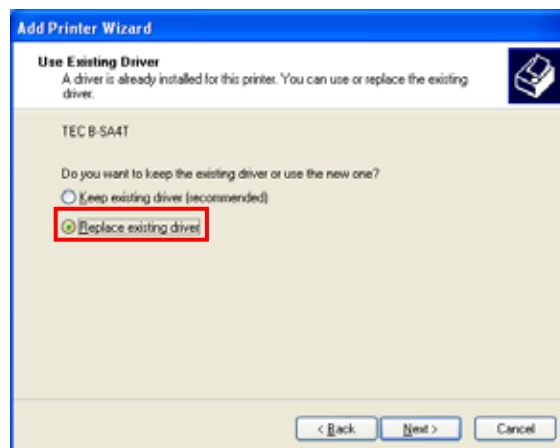 Add Printer Wizard
Use Existing Driver
A driver is already installed for this printer. You can use or replace the existing
driver.
TEC B-SA4T
Do you want to keep the existing driver or use the new one?
Keep existing driver (recommended)
Replace existing driver
< Back
Next >
Cancel